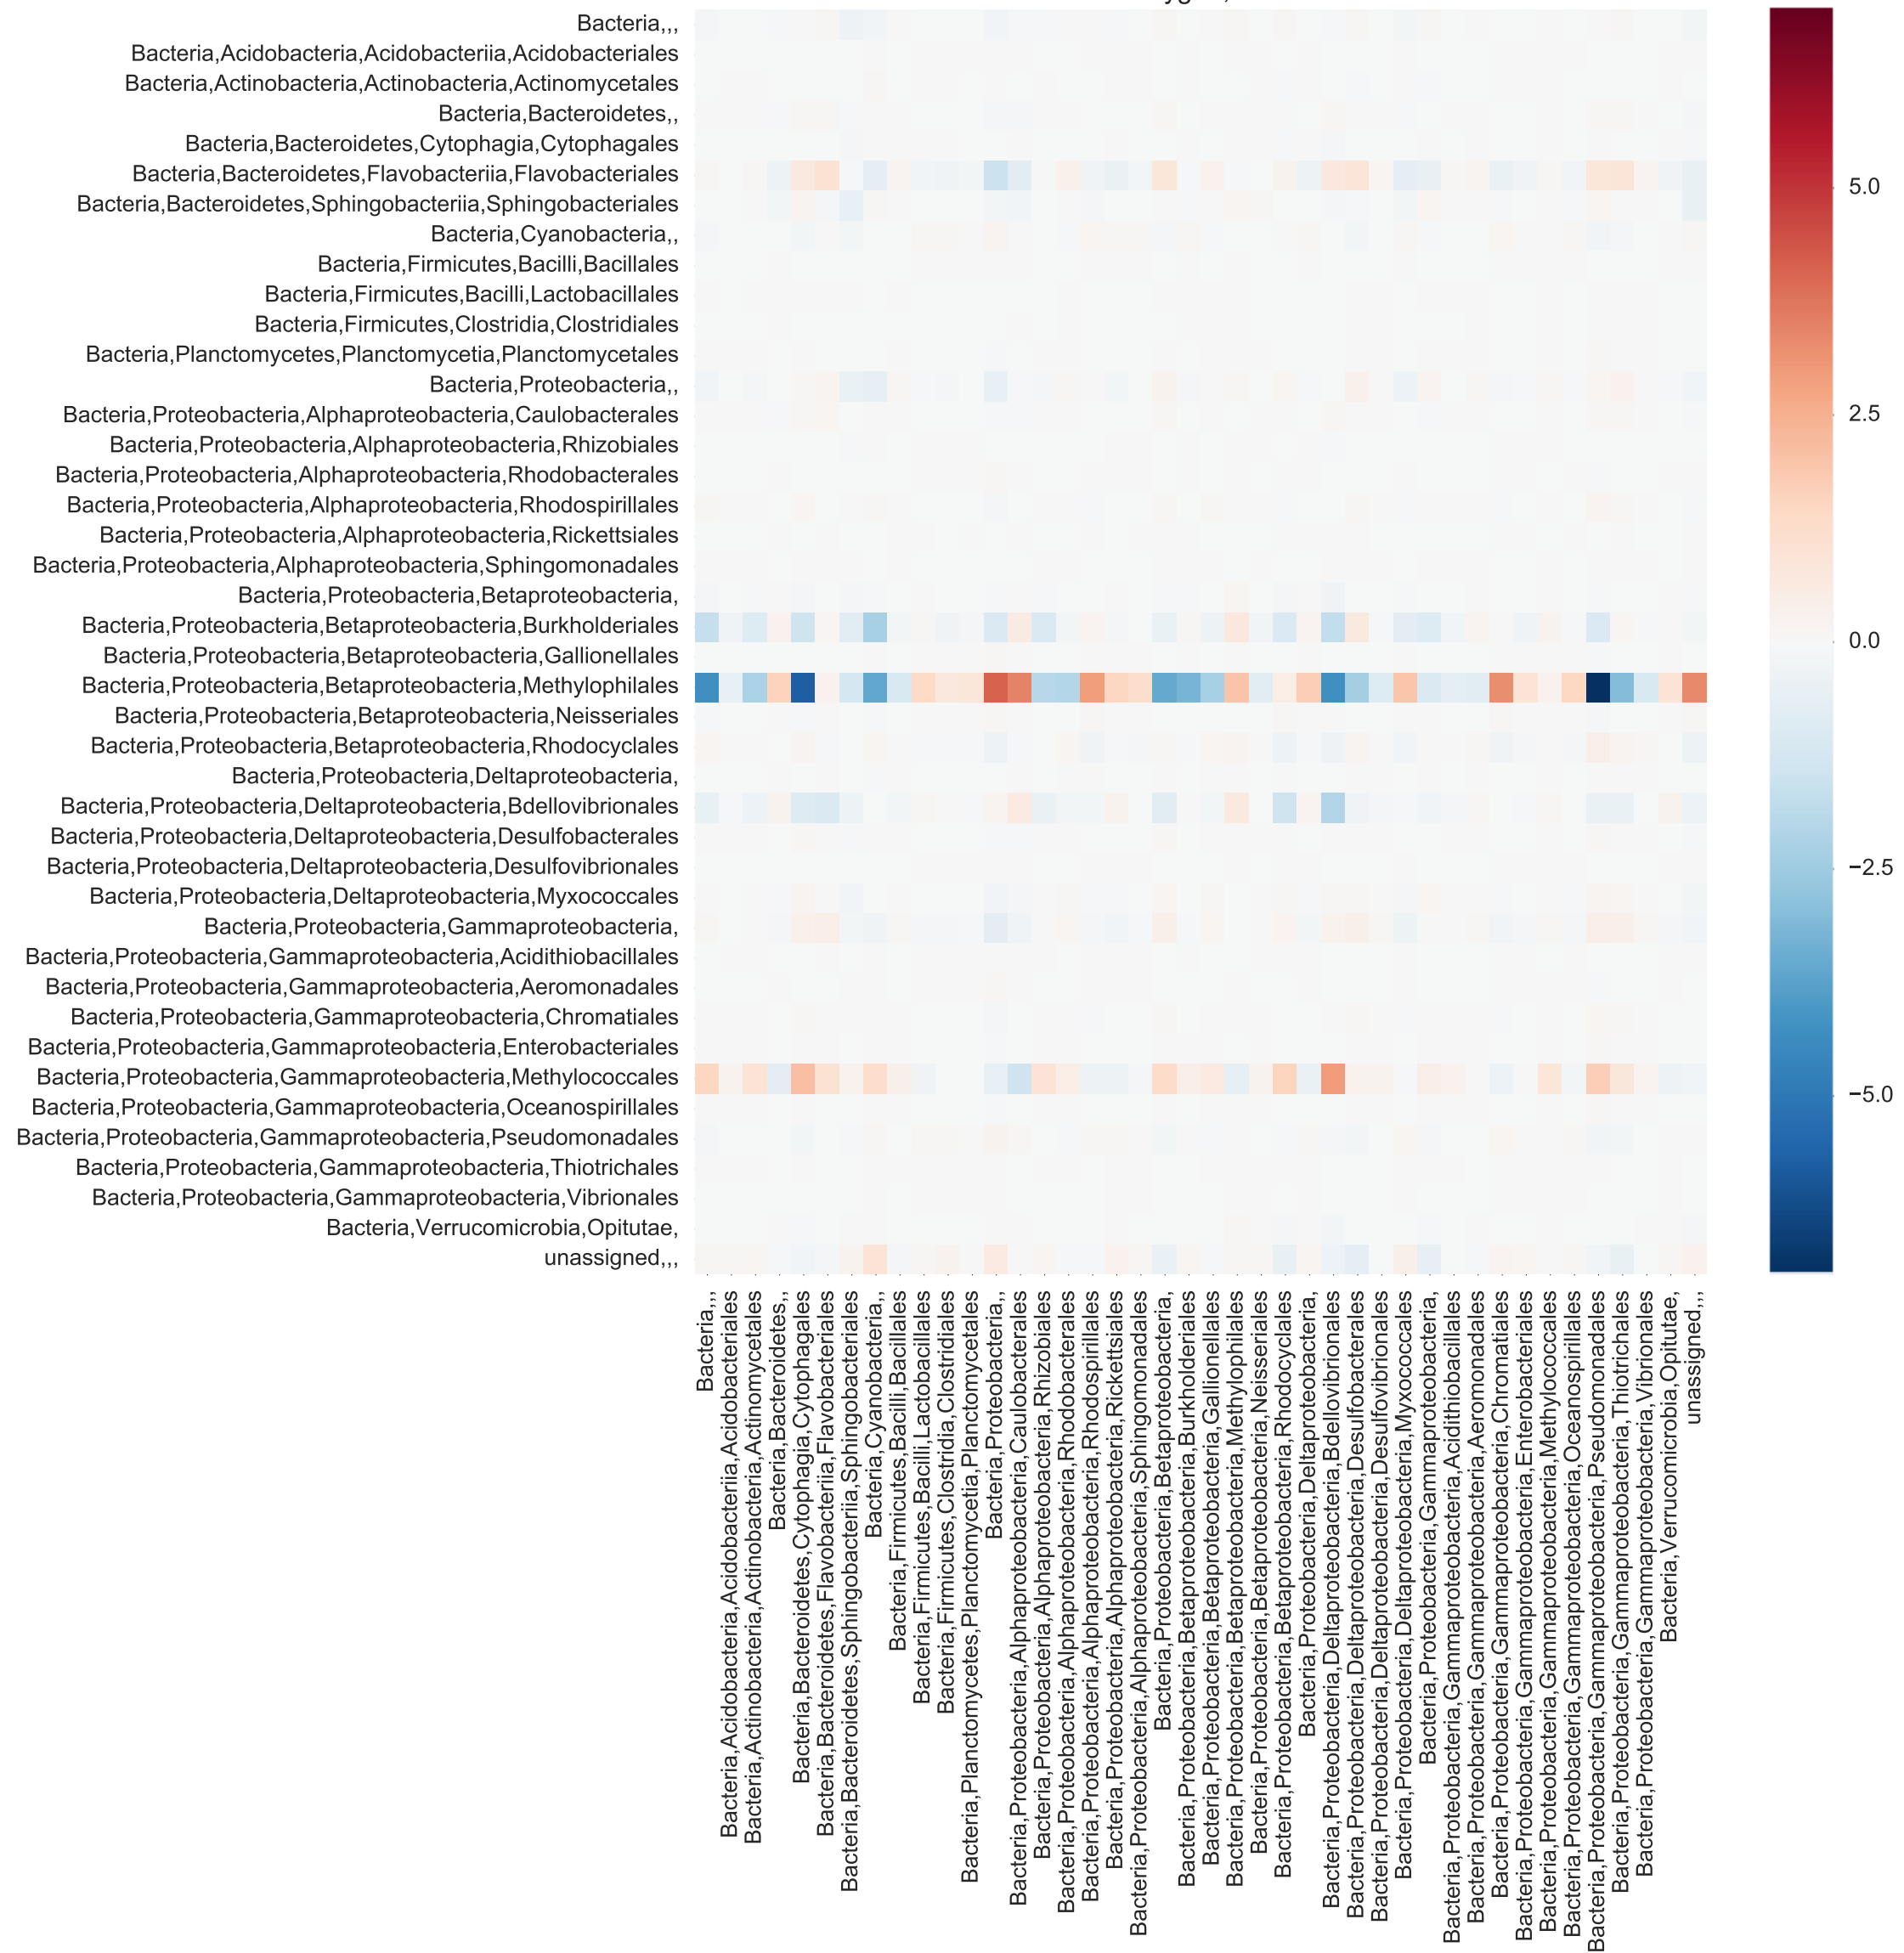 Bacteria,,,
Bacteria,Acidobacteria,Acidobacteriia,Acidobacteriales
Bacteria,Actinobacteria,Actinobacteria,Actinomycetales
Bacteria,Bacteroidetes,,
Bacteria,Bacteroidetes,Cytophagia,Cytophagales
Bacteria,Bacteroidetes,Flavobacteriia,Flavobacteriales
Bacteria,Bacteroidetes,Sphingobacteriia,Sphingobacteriales
Bacteria,Cyanobacteria,,
Bacteria,Firmicutes,Bacilli,Bacillales
Bacteria,Firmicutes,Bacilli,Lactobacillales
Bacteria,Firmicutes,Clostridia,Clostridiales
Bacteria,Planctomycetes,Planctomycetia,Planctomycetales
Bacteria,Proteobacteria,,
Bacteria,Proteobacteria,Alphaproteobacteria,Caulobacterales
Bacteria,Proteobacteria,Alphaproteobacteria,Rhizobiales
Bacteria,Proteobacteria,Alphaproteobacteria,Rhodobacterales
Bacteria,Proteobacteria,Alphaproteobacteria,Rhodospirillales
Bacteria,Proteobacteria,Alphaproteobacteria,Rickettsiales
Bacteria,Proteobacteria,Alphaproteobacteria,Sphingomonadales
Bacteria,Proteobacteria,Betaproteobacteria,
Bacteria,Proteobacteria,Betaproteobacteria,Burkholderiales
Bacteria,Proteobacteria,Betaproteobacteria,Gallionellales
Bacteria,Proteobacteria,Betaproteobacteria,Methylophilales
Bacteria,Proteobacteria,Betaproteobacteria,Neisseriales
Bacteria,Proteobacteria,Betaproteobacteria,Rhodocyclales
Bacteria,Proteobacteria,Deltaproteobacteria,
Bacteria,Proteobacteria,Deltaproteobacteria,Bdellovibrionales
Bacteria,Proteobacteria,Deltaproteobacteria,Desulfobacterales
Bacteria,Proteobacteria,Deltaproteobacteria,Desulfovibrionales
Bacteria,Proteobacteria,Deltaproteobacteria,Myxococcales
Bacteria,Proteobacteria,Gammaproteobacteria,
Bacteria,Proteobacteria,Gammaproteobacteria,Acidithiobacillales
Bacteria,Proteobacteria,Gammaproteobacteria,Aeromonadales
Bacteria,Proteobacteria,Gammaproteobacteria,Chromatiales
Bacteria,Proteobacteria,Gammaproteobacteria,Enterobacteriales
Bacteria,Proteobacteria,Gammaproteobacteria,Methylococcales
Bacteria,Proteobacteria,Gammaproteobacteria,Oceanospirillales
Bacteria,Proteobacteria,Gammaproteobacteria,Pseudomonadales
Bacteria,Proteobacteria,Gammaproteobacteria,Thiotrichales
Bacteria,Proteobacteria,Gammaproteobacteria,Vibrionales
Bacteria,Verrucomicrobia,Opitutae,
unassigned,,,
Bacteria,,,
Bacteria,Acidobacteria,Acidobacteriia,Acidobacteriales
Bacteria,Actinobacteria,Actinobacteria,Actinomycetales
Bacteria,Bacteroidetes,,
Bacteria,Bacteroidetes,Cytophagia,Cytophagales
Bacteria,Bacteroidetes,Flavobacteriia,Flavobacteriales
Bacteria,Bacteroidetes,Sphingobacteriia,Sphingobacteriales
Bacteria,Cyanobacteria,,
Bacteria,Firmicutes,Bacilli,Bacillales
Bacteria,Firmicutes,Bacilli,Lactobacillales
Bacteria,Firmicutes,Clostridia,Clostridiales
Bacteria,Planctomycetes,Planctomycetia,Planctomycetales
Bacteria,Proteobacteria,,
Bacteria,Proteobacteria,Alphaproteobacteria,Caulobacterales
Bacteria,Proteobacteria,Alphaproteobacteria,Rhizobiales
Bacteria,Proteobacteria,Alphaproteobacteria,Rhodobacterales
Bacteria,Proteobacteria,Alphaproteobacteria,Rhodospirillales
Bacteria,Proteobacteria,Alphaproteobacteria,Rickettsiales
Bacteria,Proteobacteria,Alphaproteobacteria,Sphingomonadales
Bacteria,Proteobacteria,Betaproteobacteria,
Bacteria,Proteobacteria,Betaproteobacteria,Burkholderiales
Bacteria,Proteobacteria,Betaproteobacteria,Gallionellales
Bacteria,Proteobacteria,Betaproteobacteria,Methylophilales
Bacteria,Proteobacteria,Betaproteobacteria,Neisseriales
Bacteria,Proteobacteria,Betaproteobacteria,Rhodocyclales
Bacteria,Proteobacteria,Deltaproteobacteria,
Bacteria,Proteobacteria,Deltaproteobacteria,Bdellovibrionales
Bacteria,Proteobacteria,Deltaproteobacteria,Desulfobacterales
Bacteria,Proteobacteria,Deltaproteobacteria,Desulfovibrionales
Bacteria,Proteobacteria,Deltaproteobacteria,Myxococcales
Bacteria,Proteobacteria,Gammaproteobacteria,
Bacteria,Proteobacteria,Gammaproteobacteria,Acidithiobacillales
Bacteria,Proteobacteria,Gammaproteobacteria,Aeromonadales
Bacteria,Proteobacteria,Gammaproteobacteria,Chromatiales
Bacteria,Proteobacteria,Gammaproteobacteria,Enterobacteriales
Bacteria,Proteobacteria,Gammaproteobacteria,Methylococcales
Bacteria,Proteobacteria,Gammaproteobacteria,Oceanospirillales
Bacteria,Proteobacteria,Gammaproteobacteria,Pseudomonadales
Bacteria,Proteobacteria,Gammaproteobacteria,Thiotrichales
Bacteria,Proteobacteria,Gammaproteobacteria,Vibrionales
Bacteria,Verrucomicrobia,Opitutae,
unassigned,,,
5.0
2.5
0.0
−2.5
−5.0